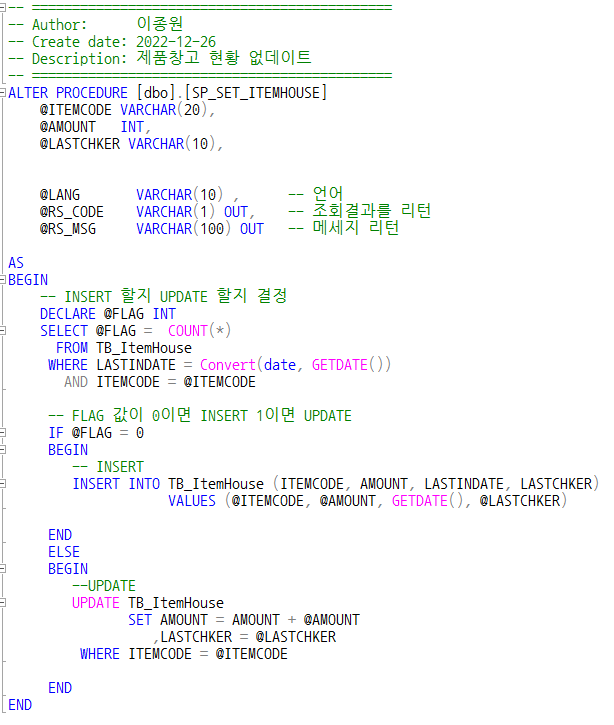 -- =============================================
-- Author:      이종원
-- Create date: 2022-12-26
-- Description: 제품창고 현황 없데이트
-- =============================================
ALTER PROCEDURE [dbo].[SP_SET_ITEMHOUSE]
    @ITEMCODE VARCHAR(20),
    @AMOUNT   INT,
    @LASTCHKER VARCHAR(10),
    @LANG       VARCHAR(10) ,      -- 언어
    @RS_CODE    VARCHAR(1) OUT,    -- 조회결과를 리턴
    @RS_MSG     VARCHAR(100) OUT   -- 메세지 리턴
AS
BEGIN
    -- INSERT 할지 UPDATE 할지 결정
    DECLARE @FLAG INT
    SELECT @FLAG =  COUNT(*)
      FROM TB_ItemHouse
     WHERE LASTINDATE = Convert(date, GETDATE())
       AND ITEMCODE = @ITEMCODE
     -- FLAG 값이 0이면 INSERT 1이면 UPDATE
     IF @FLAG = 0
     BEGIN
        -- INSERT
        INSERT INTO TB_ItemHouse (ITEMCODE, AMOUNT, LASTINDATE, LASTCHKER)
                    VALUES (@ITEMCODE, @AMOUNT, GETDATE(), @LASTCHKER)
     END
     ELSE
     BEGIN
        --UPDATE
        UPDATE TB_ItemHouse
               SET AMOUNT = AMOUNT + @AMOUNT
                  ,LASTCHKER = @LASTCHKER
         WHERE ITEMCODE = @ITEMCODE
     END
END